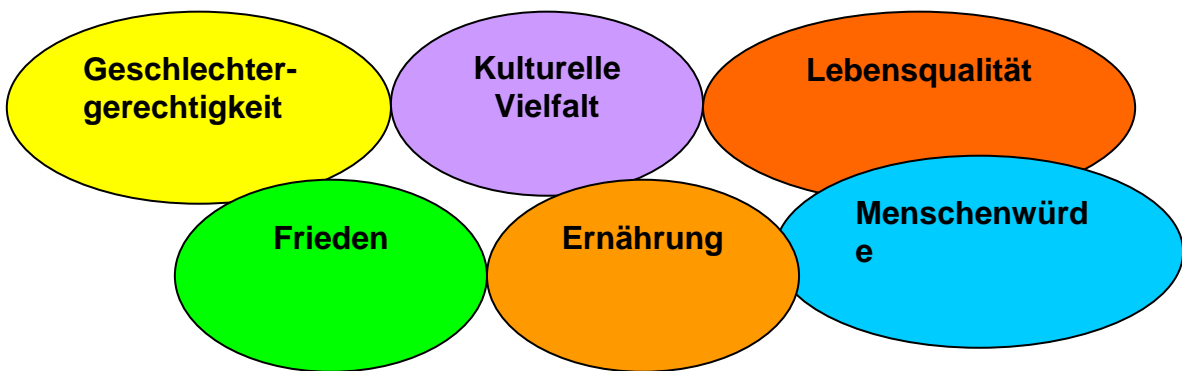 Geschlechter-
gerechtigkeit
Kulturelle
Vielfalt
Lebensqualität
Frieden
Ernährung
Menschenwürd
e